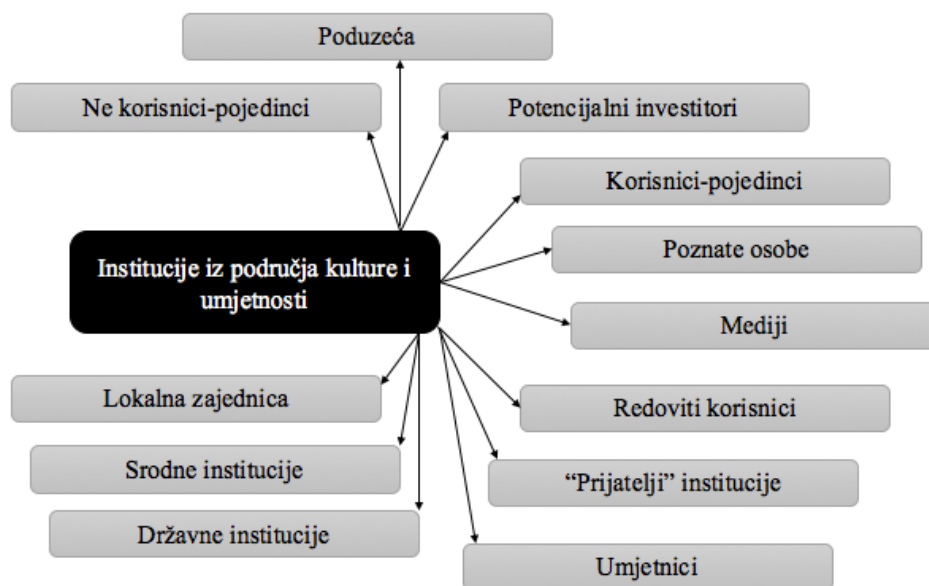 Poduzeća
Ne korisnici-pojedinci
Potencijalni investitori
Korisnici-pojedinci
Poznate osobe
Institucije iz područja kulture i
umjetnosti
Mediji
Lokalna zajednica
Redoviti korisnici
Srodne institucije
“Prijatelji” institucije
Državne institucije
Umjetnici